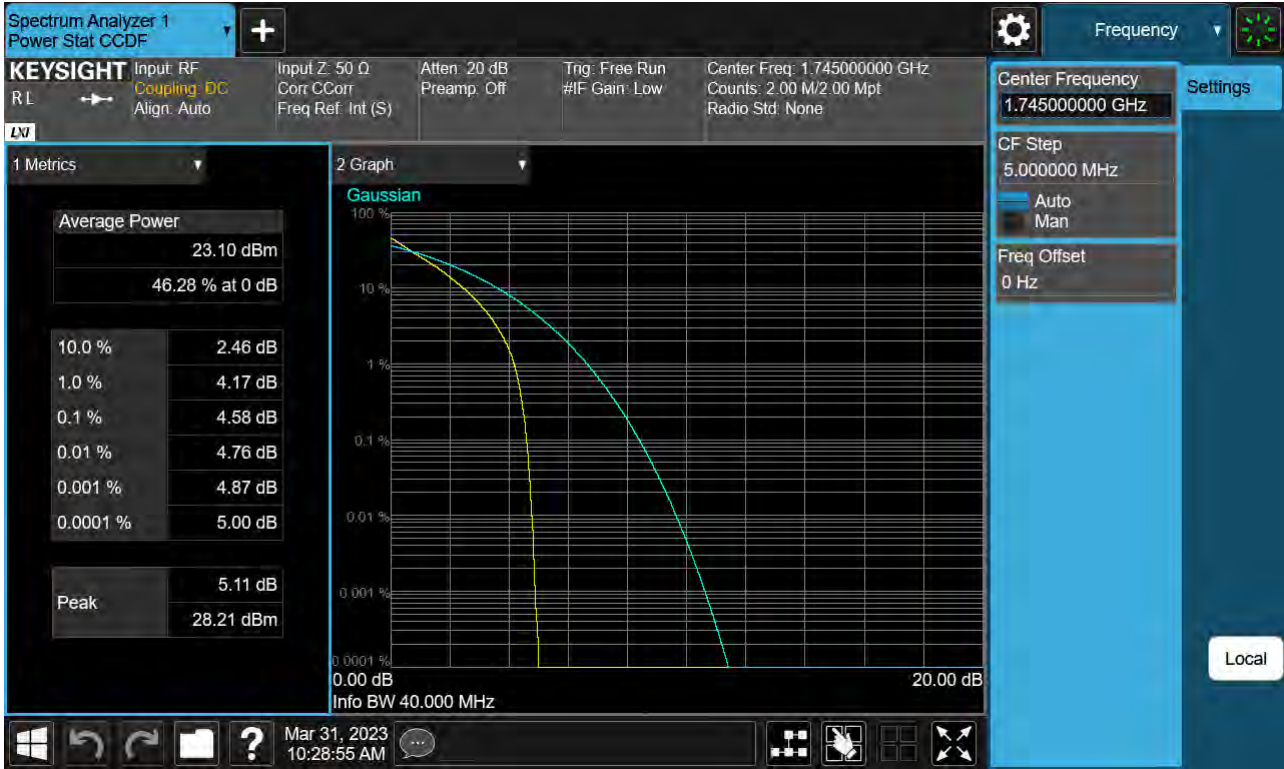 Spectrum Analyzer 1
Power Stat CCDF
Frequency
KEYSIGHT
R L
LXI
Input: RF
Coupling: DC
Align: Auto
Input Z: 50 Ω
Corr CCorr
Freq Ref: Int (S)
Atten: 20 dB
Preamp: Off
Trig: Free Run
#IF Gain: Low
Center Freq: 1.745000000 GHz
Counts: 2.00 M/2.00 Mpt
Radio Std: None
Center Frequency
1.745000000 GHz
CF Step
5.000000 MHz
Auto
Man
Freq Offset
0 Hz
Settings
Local
1 Metrics
Average Power
23.10 dBm
46.28 % at 0 dB
10.0 % 2.46 dB
1.0 % 4.17 dB
0.1 % 4.58 dB
0.01 % 4.76 dB
0.001 % 4.87 dB
0.0001 % 5.00 dB
Peak
5.11 dB
28.21 dBm
2 Graph
Gaussian
100 %
10 %
1 %
0.1 %
0.01 %
0.001 %
0.0001 %
0.00 dB 20.00 dB
Info BW 40.000 MHz
?
Mar 31, 2023
10:28:55 AM